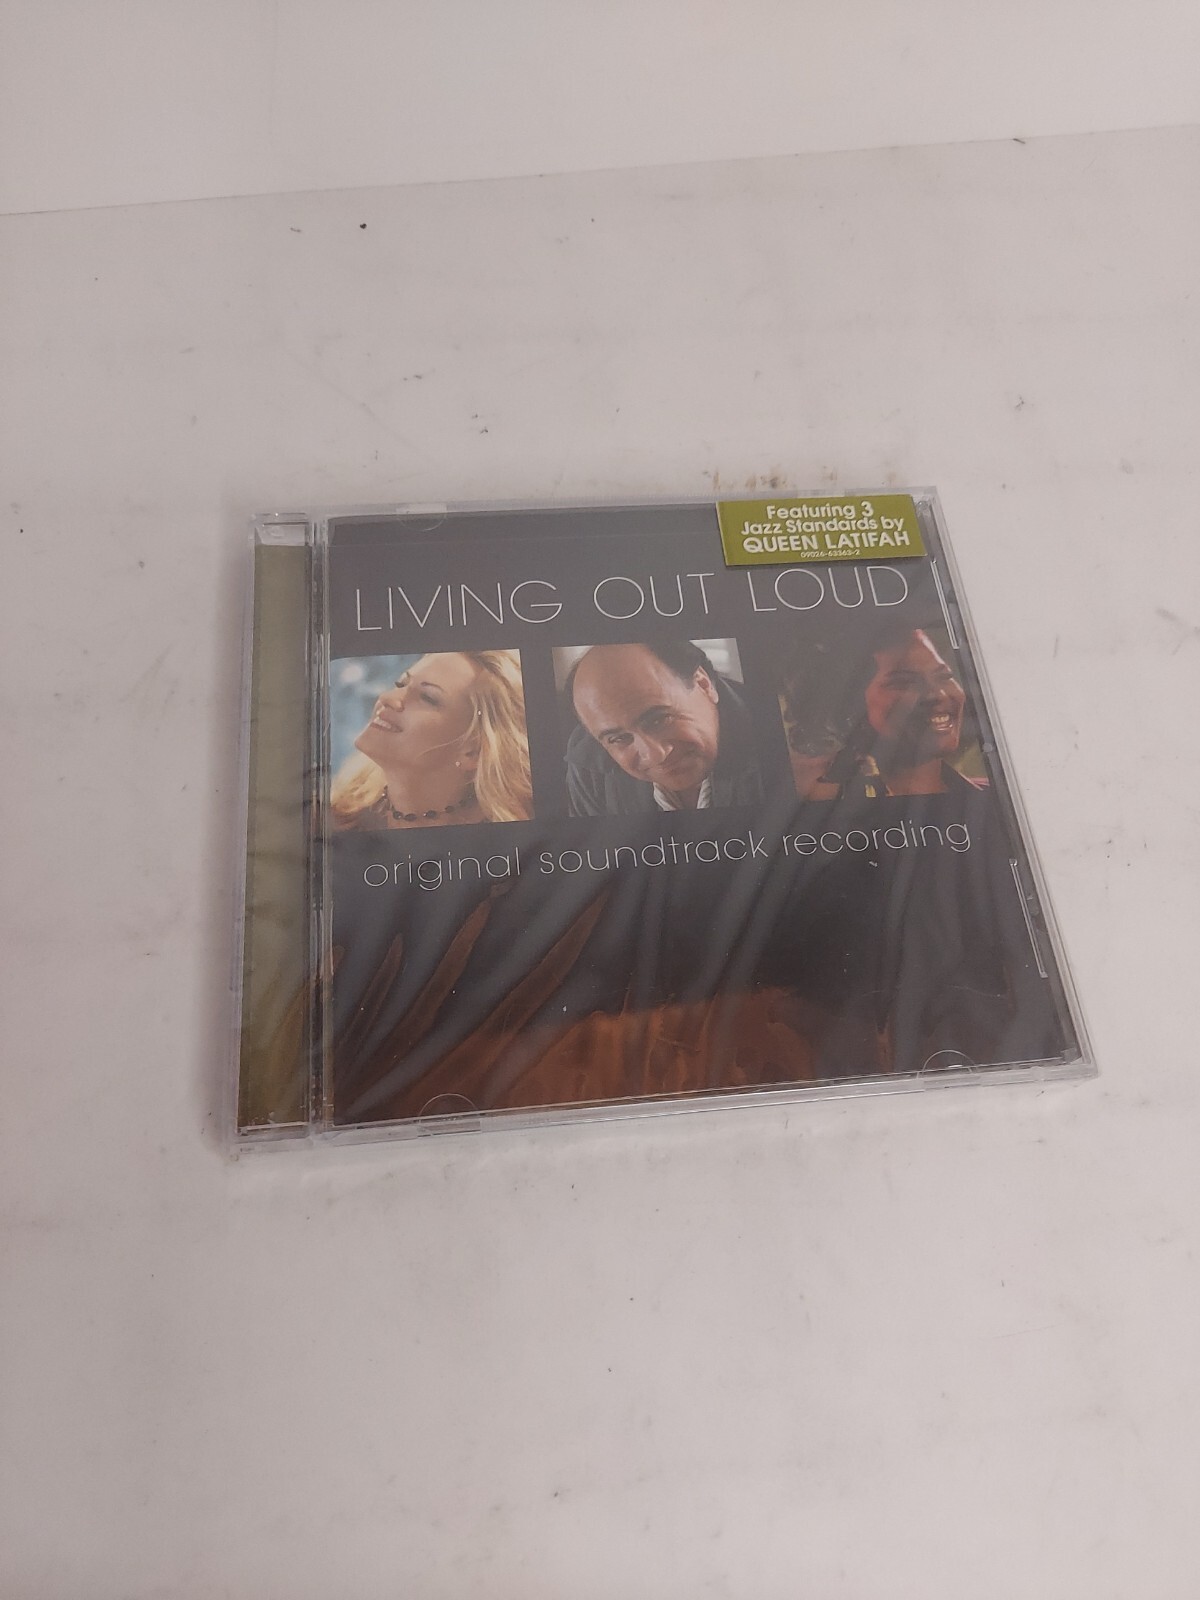 Featuring 3
Jazz Standards by
QUEEN LATIFAH
09026-63363-2
LIVING OUT LOUD
original soundtrack recording